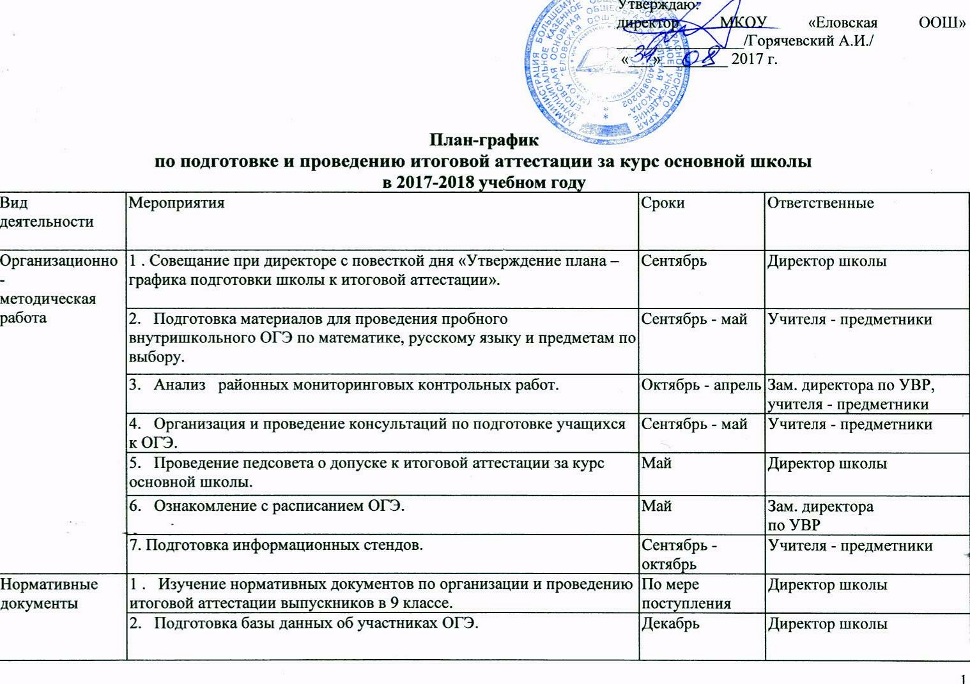 Утверждаю:
директор МКОУ «Еловская ООШ»
/Горячевский А.И./
«31» 08 2017 г.
План-график
по подготовке и проведению итоговой аттестации за курс основной школы
в 2017-2018 учебном году
Вид
деятельности
Мероприятия
Сроки
Ответственные
Организационно
-
методическая
работа
1 . Совещание при директоре с повесткой дня «Утверждение плана –
графика подготовки школы к итоговой аттестации».
Сентябрь
Директор школы
2. Подготовка материалов для проведения пробного
внутришкольного ОГЭ по математике, русскому языку и предметам по
выбору.
Сентябрь - май
Учителя - предметники
3. Анализ районных мониторинговых контрольных работ.
Октябрь - апрель
Зам. директора по УВР,
учителя - предметники
4. Организация и проведение консультаций по подготовке учащихся
к ОГЭ.
Сентябрь - май
Учителя - предметники
5. Проведение педсовета о допуске к итоговой аттестации за курс
основной школы.
Май
Директор школы
6. Ознакомление с расписанием ОГЭ.
Май
Зам. директора
по УВР
7. Подготовка информационных стендов.
Сентябрь -
октябрь
Учителя - предметники
Нормативные
документы
1 . Изучение нормативных документов по организации и проведению
итоговой аттестации выпускников в 9 классе.
По мере
поступления
Директор школы
2. Подготовка базы данных об участниках ОГЭ.
Декабрь
Директор школы
1